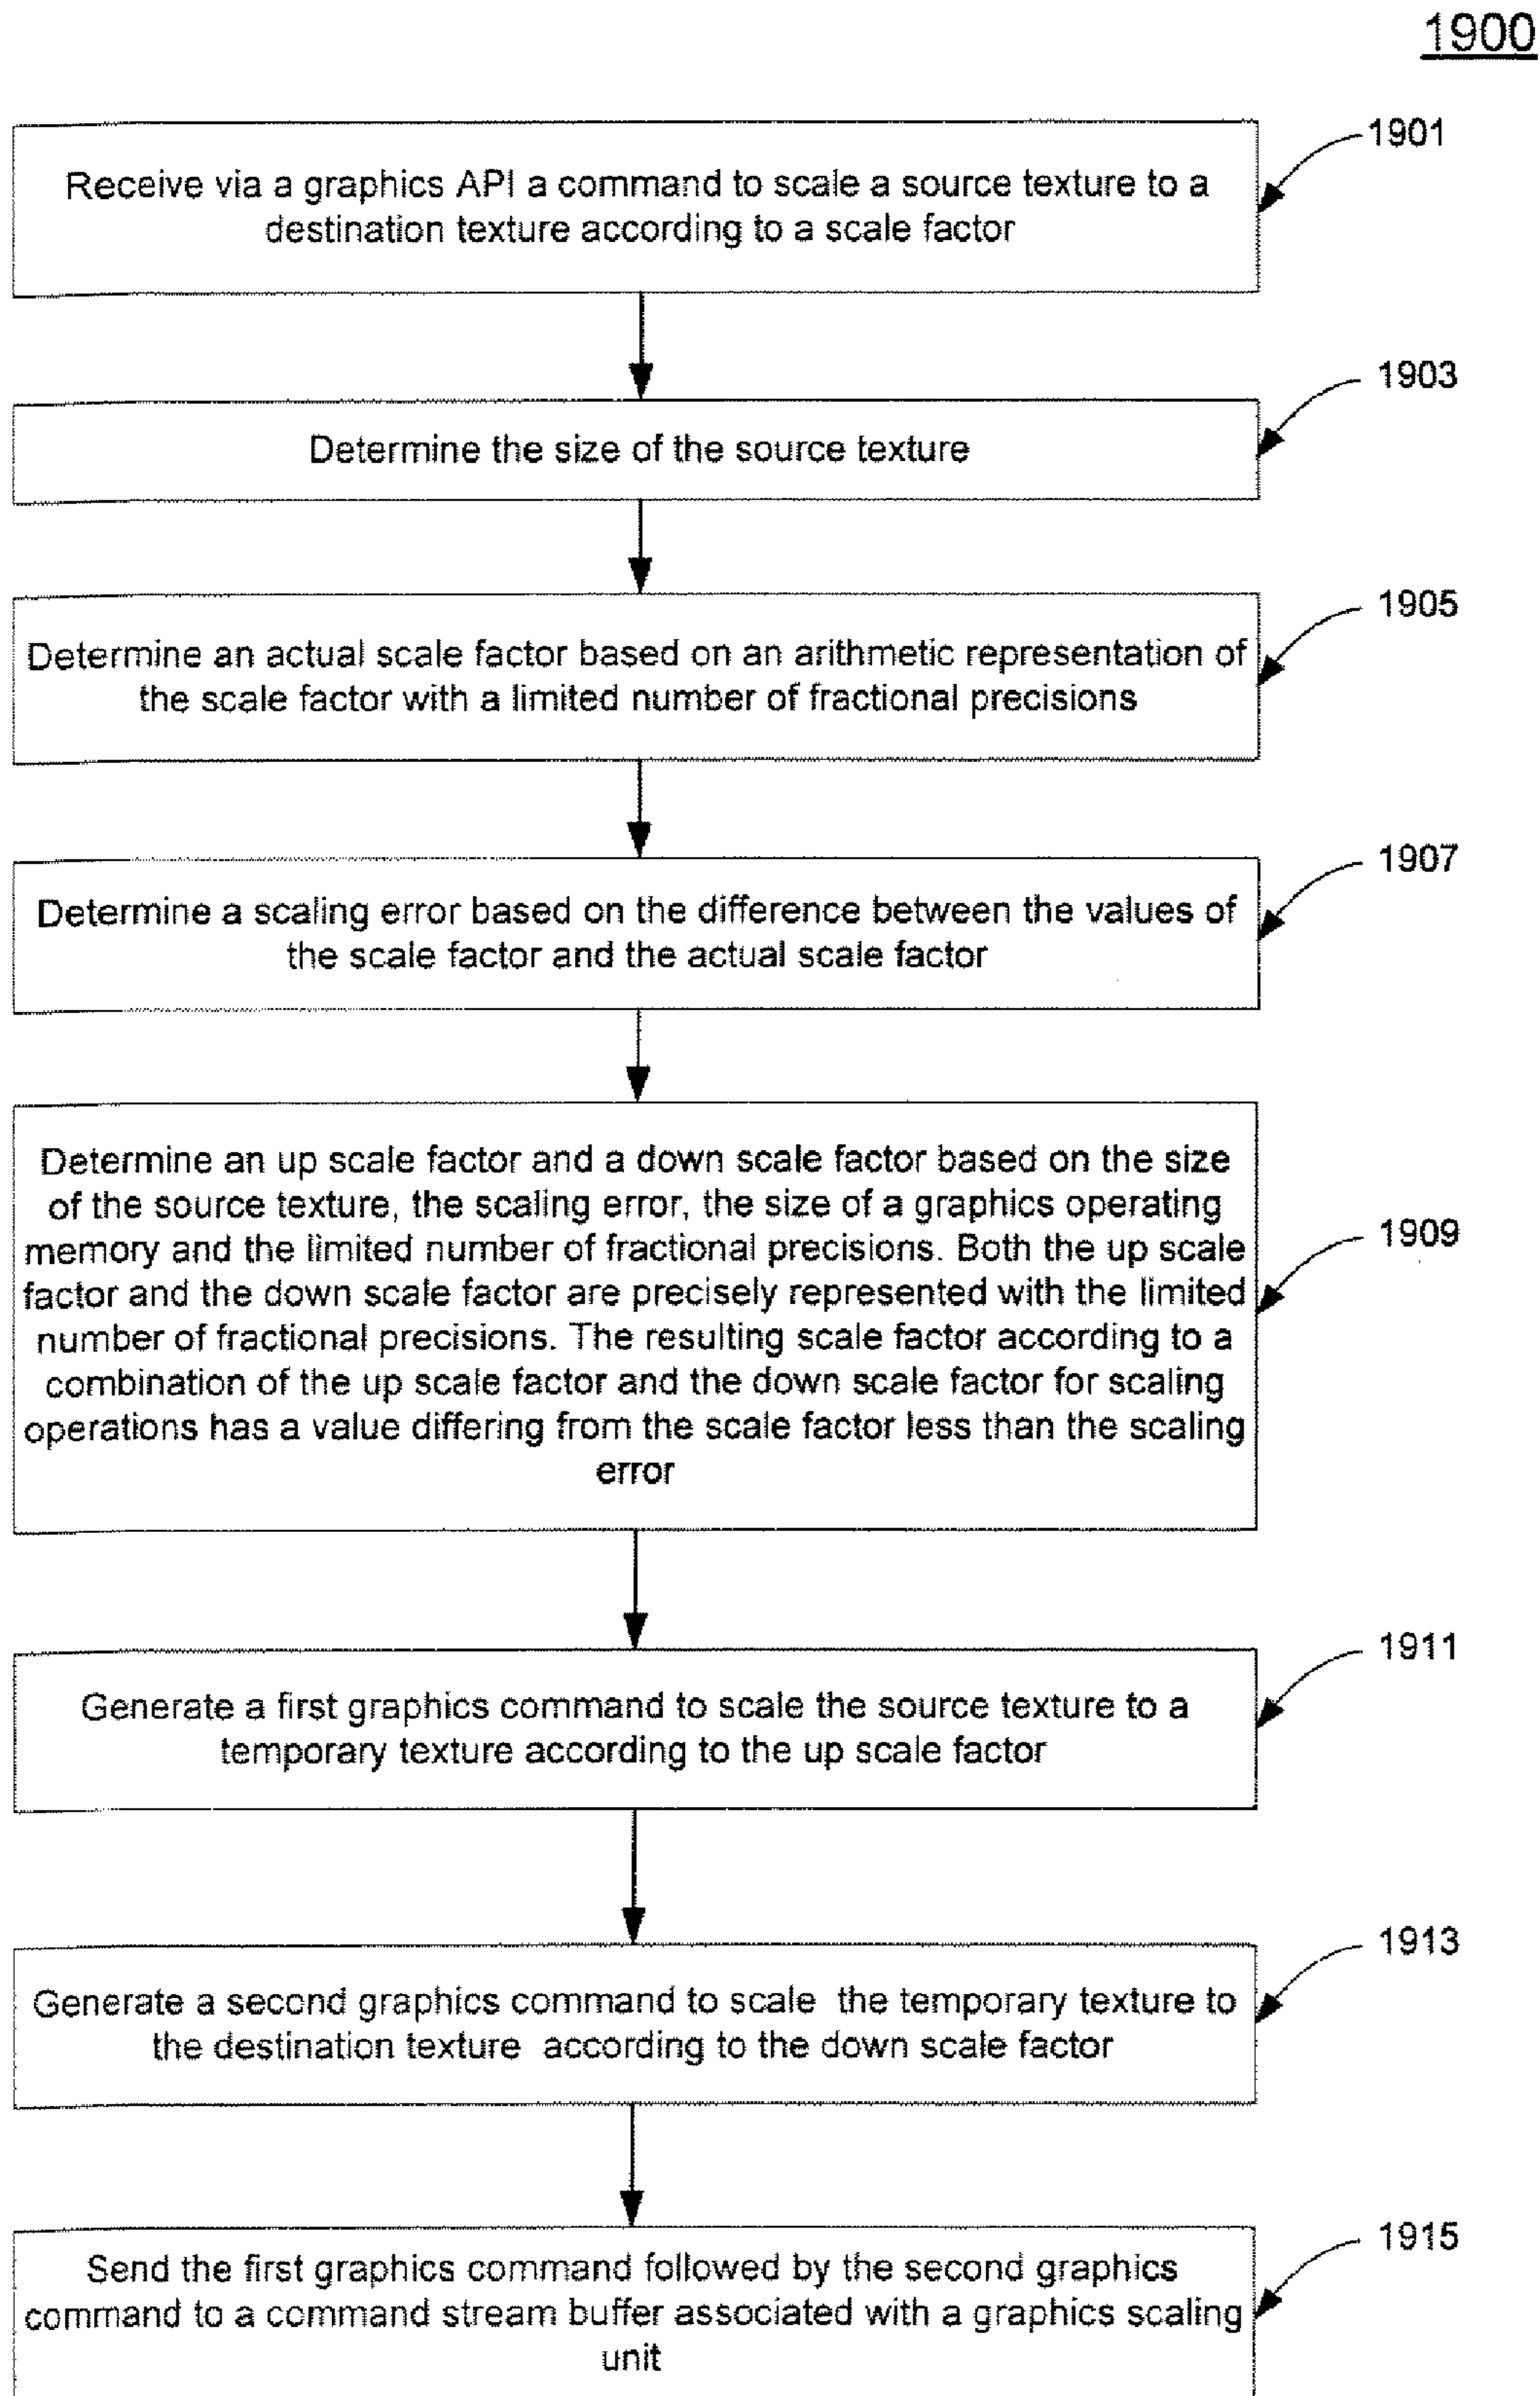 1900
Receive via a graphics API a command to scale a source texture to a
destination texture according to a scale factor
1901
Determine the size of the source texture
1903
Determine an actual scale factor based on an arithmetic representation of
the scale factor with a limited number of fractional precisions
1905
Determine a scaling error based on the difference between the values of
the scale factor and the actual scale factor
1907
Determine an up scale factor and a down scale factor based on the size
of the source texture, the scaling error, the size of a graphics operating
memory and the limited number of fractional precisions. Both the up scale
factor and the down scale factor are precisely represented with the limited
number of fractional precisions. The resulting scale factor according to a
combination of the up scale factor and the down scale factor for scaling
operations has a value differing from the scale factor less than the scaling
error
1909
Generate a first graphics command to scale the source texture to a
temporary texture according to the up scale factor
1911
Generate a second graphics command to scale the temporary texture to
the destination texture according to the down scale factor
1913
Send the first graphics command followed by the second graphics
command to a command stream buffer associated with a graphics scaling
unit
1915